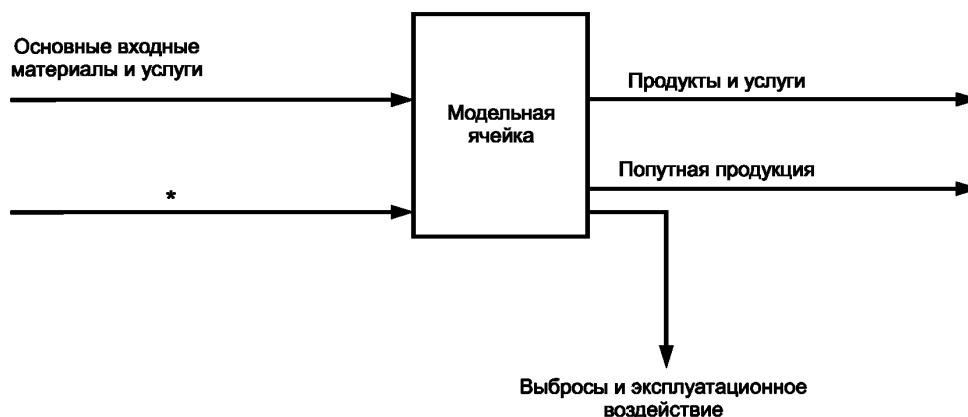 Основные входные
материалы и услуги
Модельная
ячейка
Продукты и услуги
Попутная продукция
*
Выбросы и эксплуатационное
воздействие